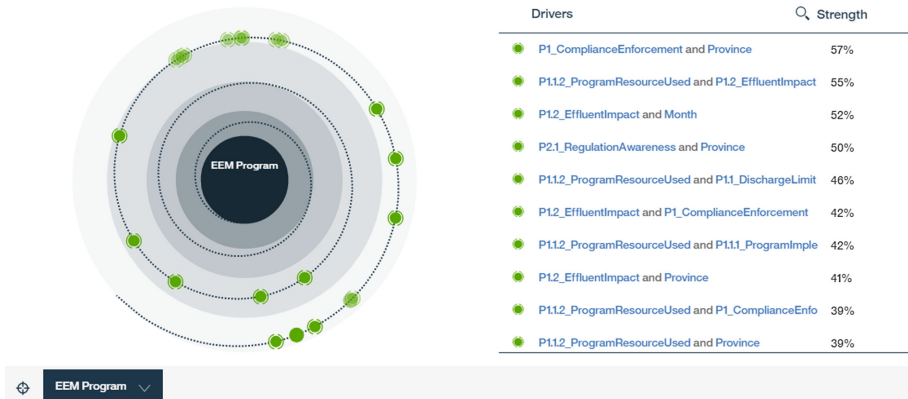 Drivers Strength
EEM Program
P1_ComplianceEnforcement and Province 57%
P1.1.2_ProgramResourceUsed and P1.2_EffluentImpact 55%
P1.2_EffluentImpact and Month 52%
P2.1_RegulationAwareness and Province 50%
P1.1.2_ProgramResourceUsed and P1.1_DischargeLimit 46%
P1.2_EffluentImpact and P1_ComplianceEnforcement 42%
P1.1.2_ProgramResourceUsed and P1.1.1_ProgramImple 42%
P1.2_EffluentImpact and Province 41%
P1.1.2_ProgramResourceUsed and P1_ComplianceEnfo 39%
P1.1.2_ProgramResourceUsed and Province 39%
EEM Program